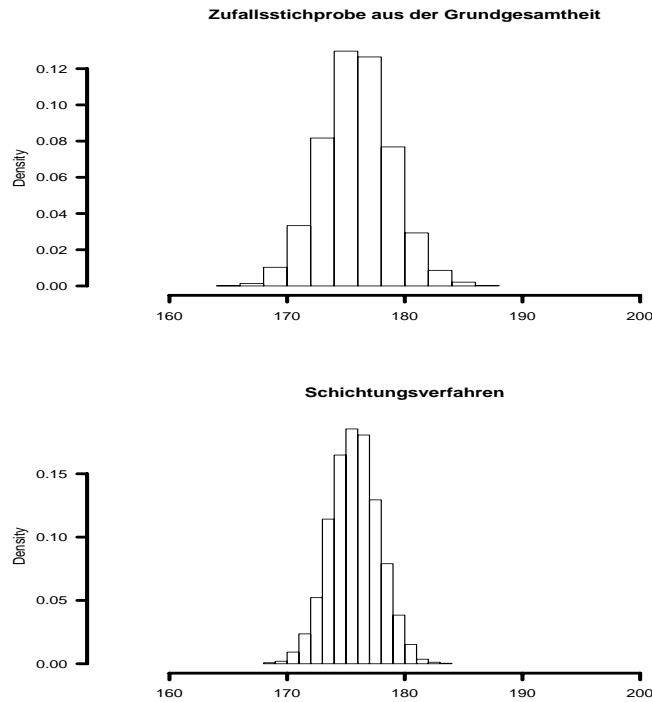 Zufallsstichprobe aus der Grundgesamtheit
Density
0.12
0.10
0.08
0.06
0.04
0.02
0.00
160 170 180 190 200
Schichtungsverfahren
Density
0.15
0.10
0.05
0.00
160 170 180 190 200